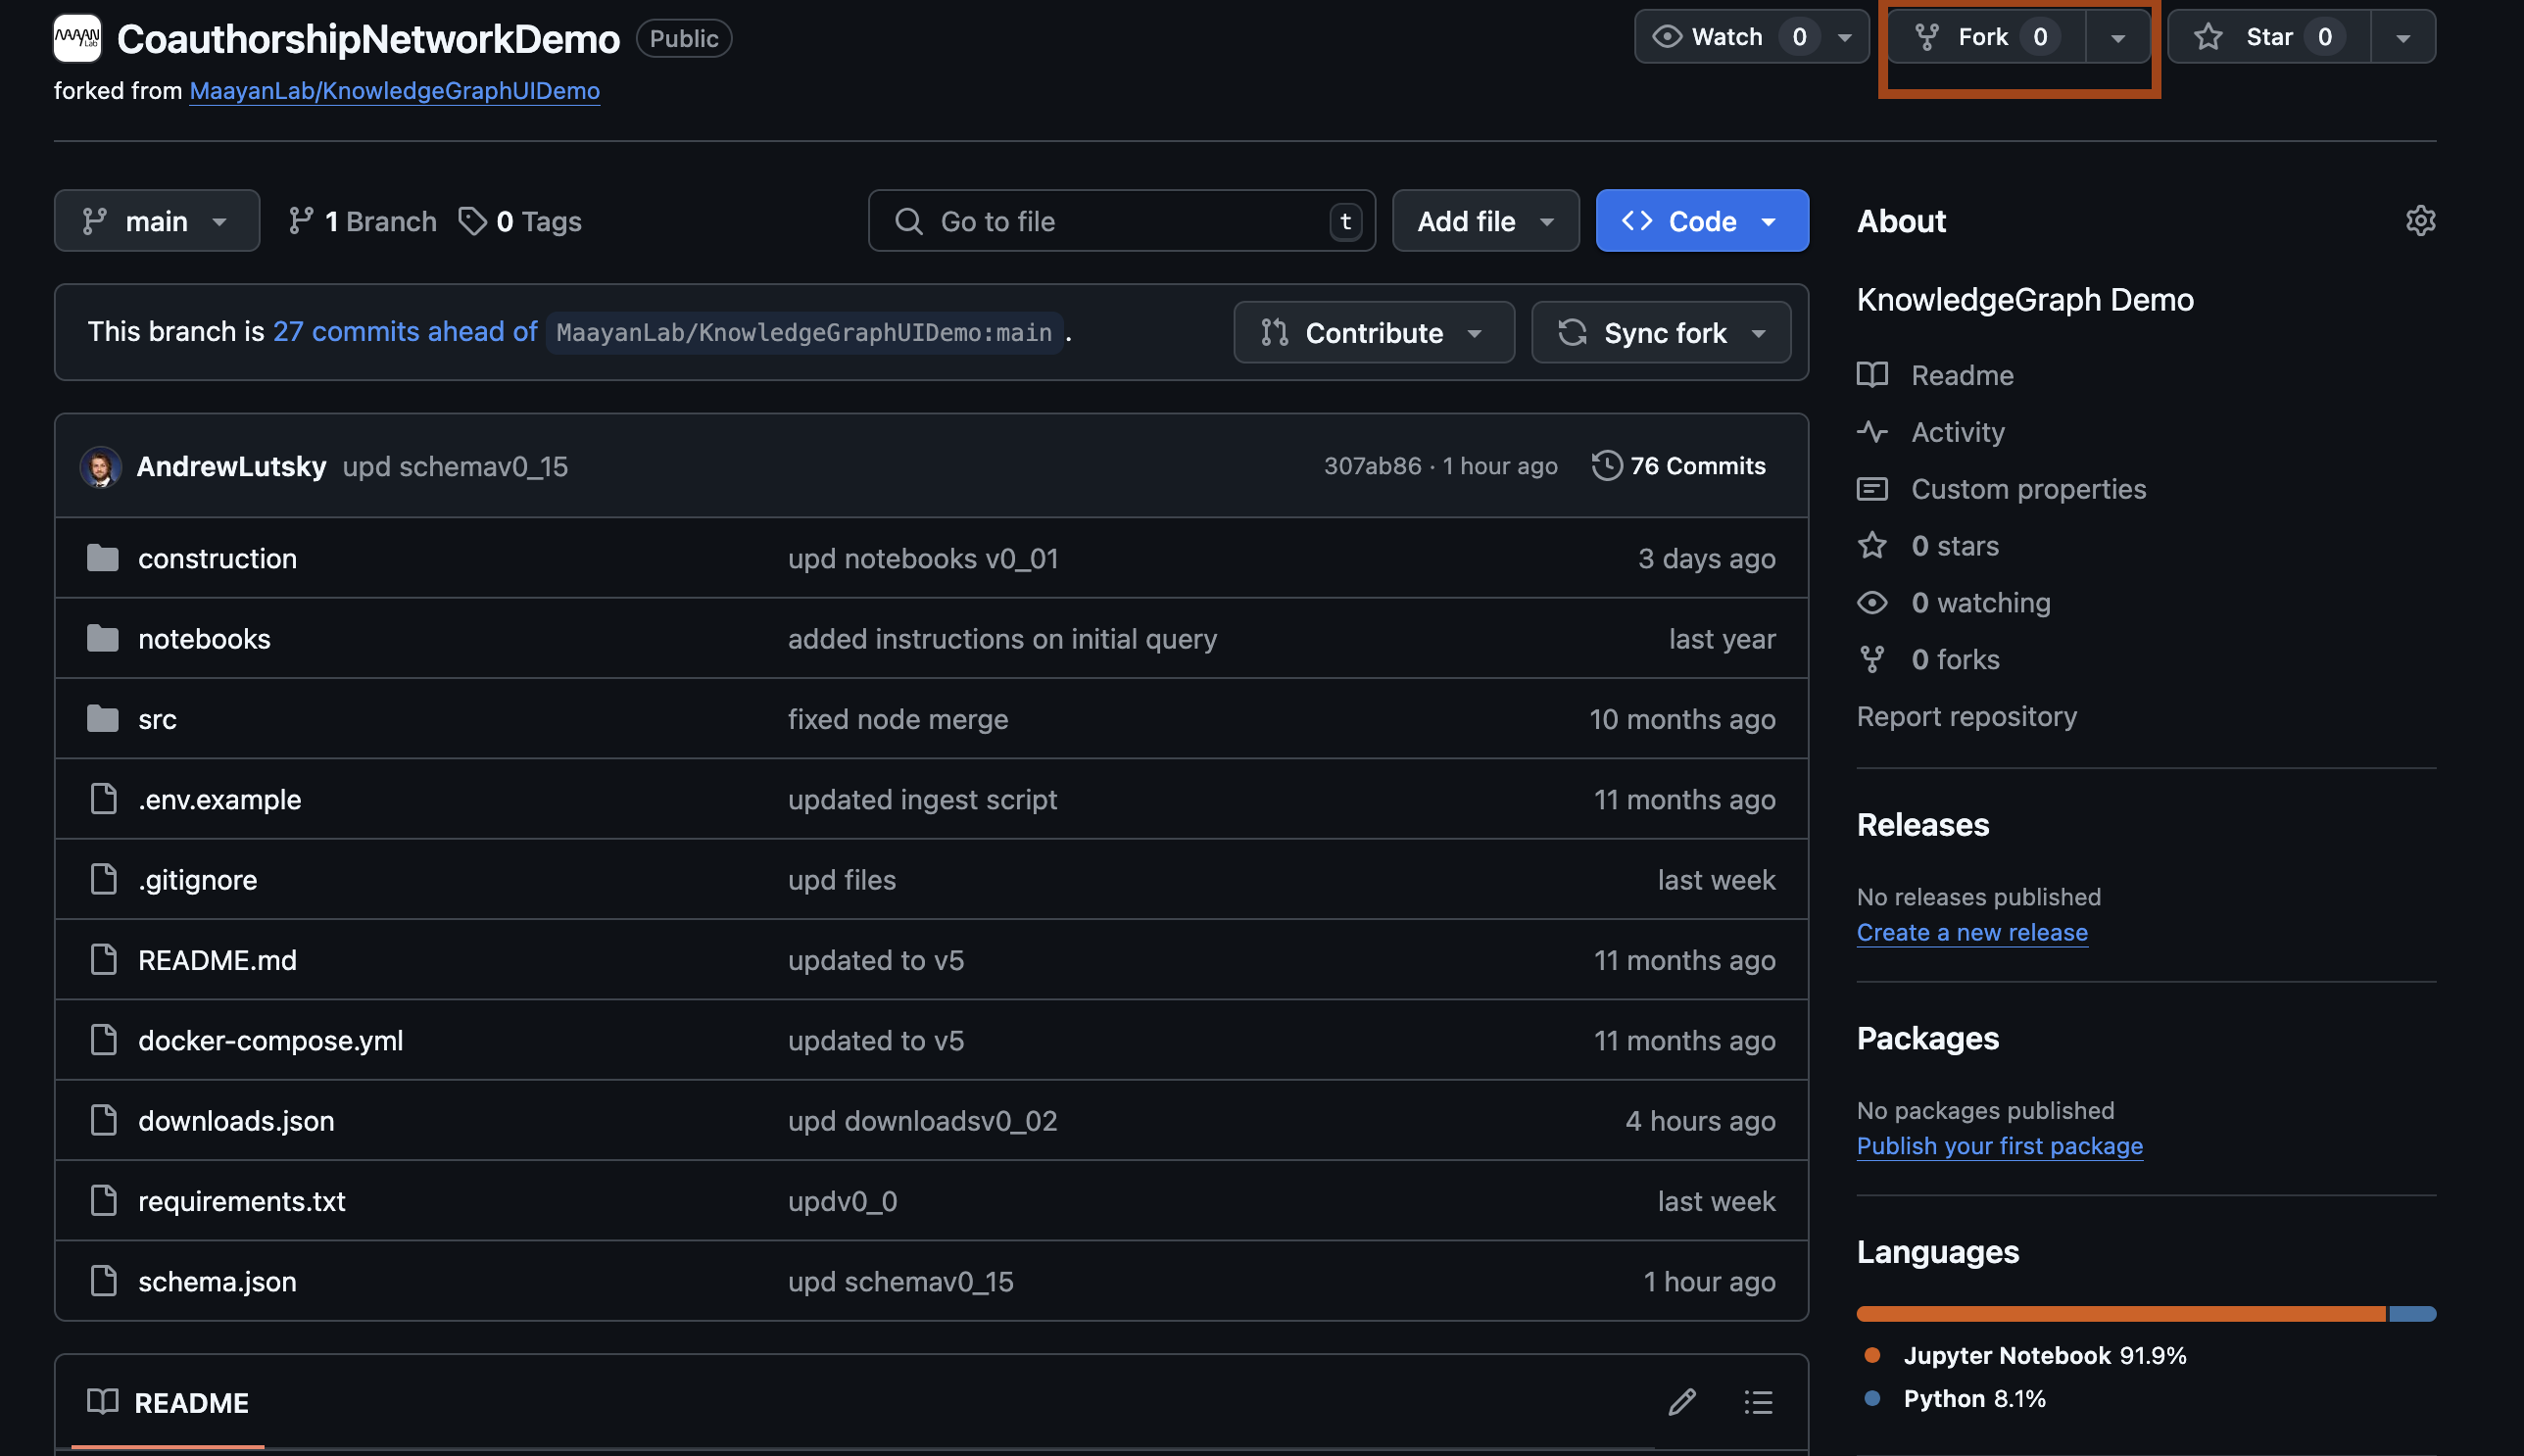 MAAYAN Lab CoauthorshipNetworkDemo Public Watch 0 Fork 0 Star 0
forked from MaayanLab/KnowledgeGraphUIDemo
main 1 Branch 0 Tags Go to file t Add file <> Code
This branch is 27 commits ahead of MaayanLab/KnowledgeGraphUIDemo:main . Contribute Sync fork
AndrewLutsky upd schemav0_15 307ab86 · 1 hour ago 76 Commits
construction upd notebooks v0_01 3 days ago
notebooks added instructions on initial query last year
src fixed node merge 10 months ago
.env.example updated ingest script 11 months ago
.gitignore upd files last week
README.md updated to v5 11 months ago
docker-compose.yml updated to v5 11 months ago
downloads.json upd downloadsv0_02 4 hours ago
requirements.txt updv0_0 last week
schema.json upd schemav0_15 1 hour ago
README
About
KnowledgeGraph Demo
Readme
Activity
Custom properties
0 stars
0 watching
0 forks
Report repository
Releases
No releases published
Create a new release
Packages
No packages published
Publish your first package
Languages
Jupyter Notebook 91.9%
Python 8.1%